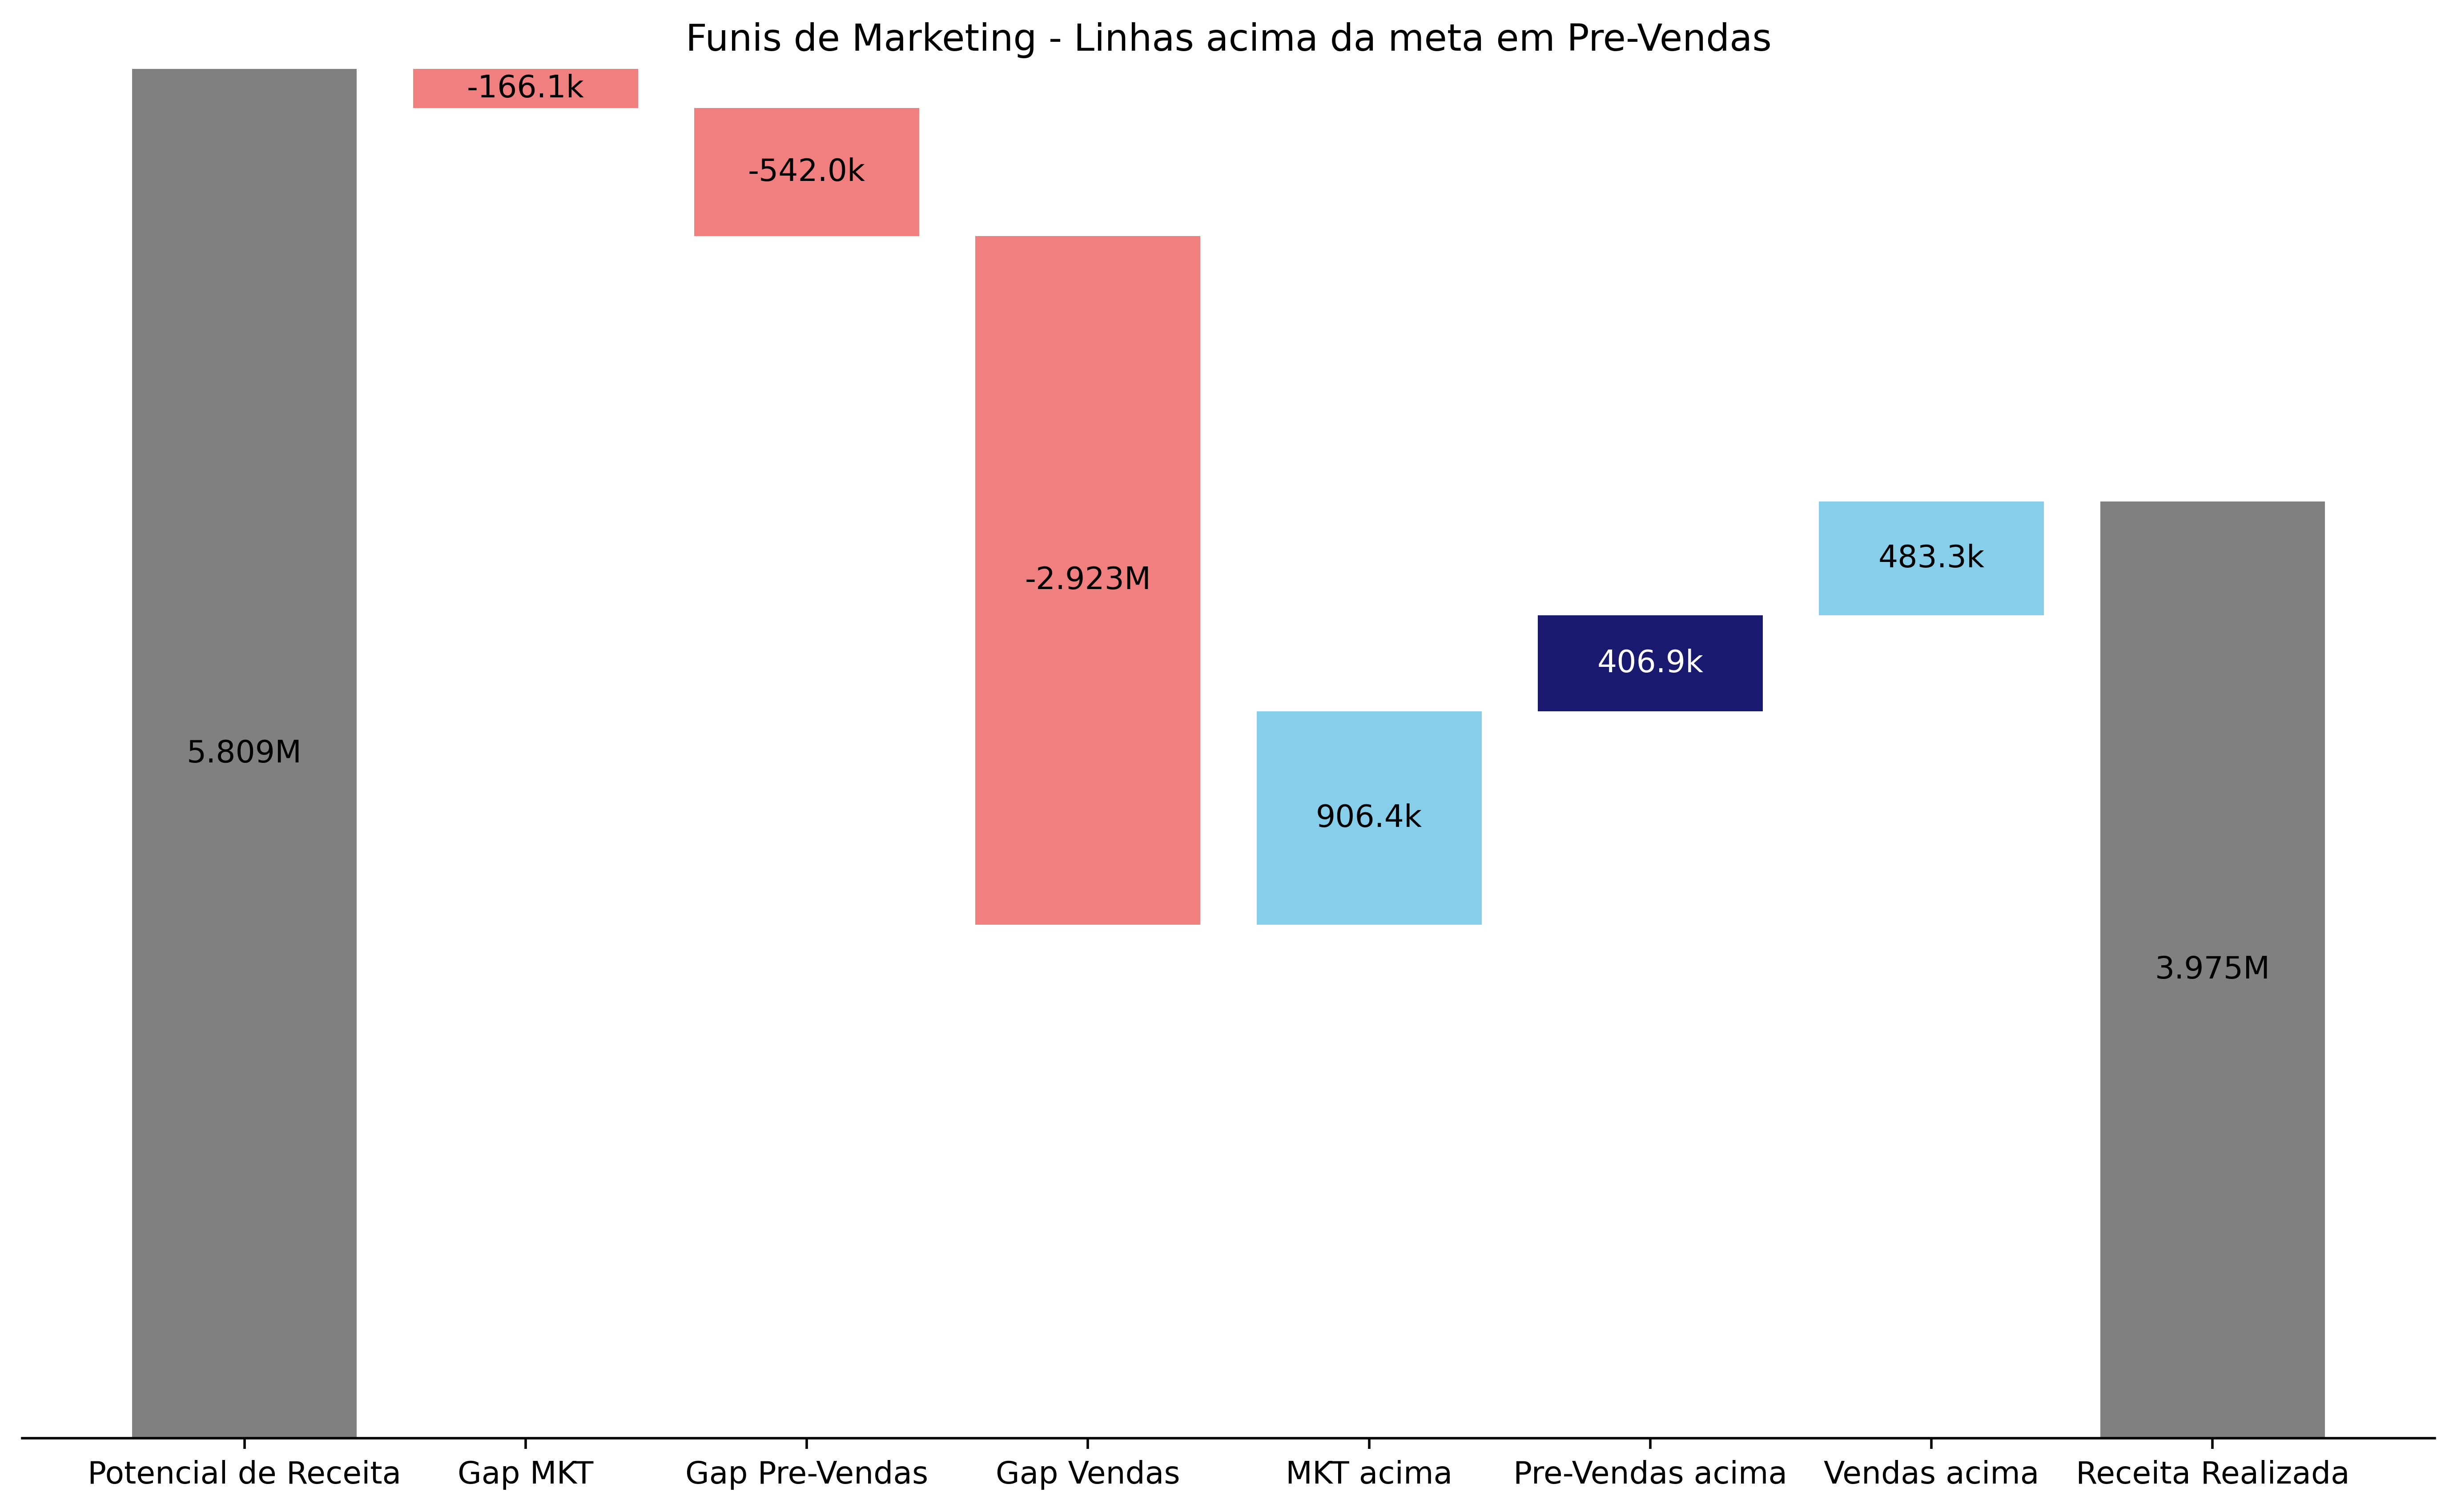 Funis de Marketing - Linhas acima da meta em Pre-Vendas
-166.1k
-542.0k
483.3k
-2.923M
406.9k
5.809M
906.4k
3.975M
Potencial de Receita
Gap MKT
Gap Pre-Vendas
Gap Vendas
MKT acima
Pre-Vendas acima
Vendas acima
Receita Realizada